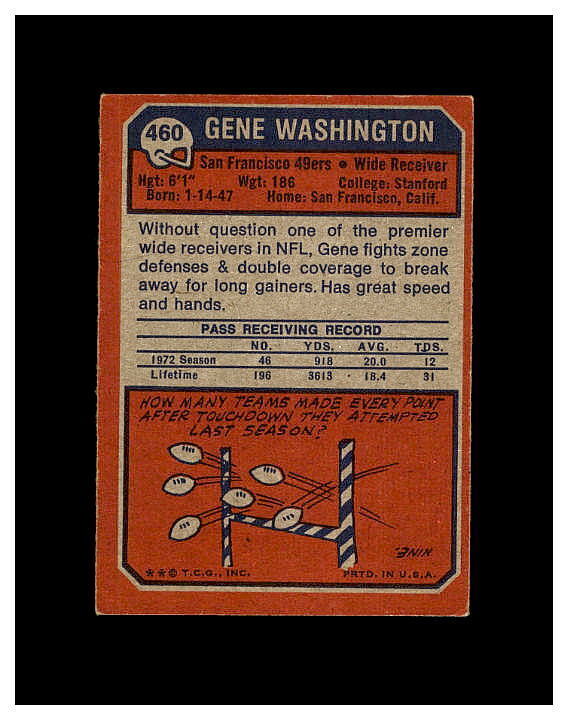 460 GENE WASHINGTON
San Francisco 49ers • Wide Receiver
Hgt: 6'1" Wgt: 186 College: Stanford
Born: 1-14-47 Home: San Francisco, Calif.
Without question one of the premier
wide receivers in NFL, Gene fights zone
defenses & double coverage to break
away for long gainers. Has great speed
and hands.
PASS RECEIVING RECORD
NO. YDS. AVG. TDS.
1972 Season 46 918 20.0 12
Lifetime 196 3613 18.4 31
HOW MANY TEAMS MADE EVERY POINT
AFTER TOUCHDOWN THEY ATTEMPTED
LAST SEASON?
NINE.
**© T.C.G., INC. PRTD. IN U.S.A.